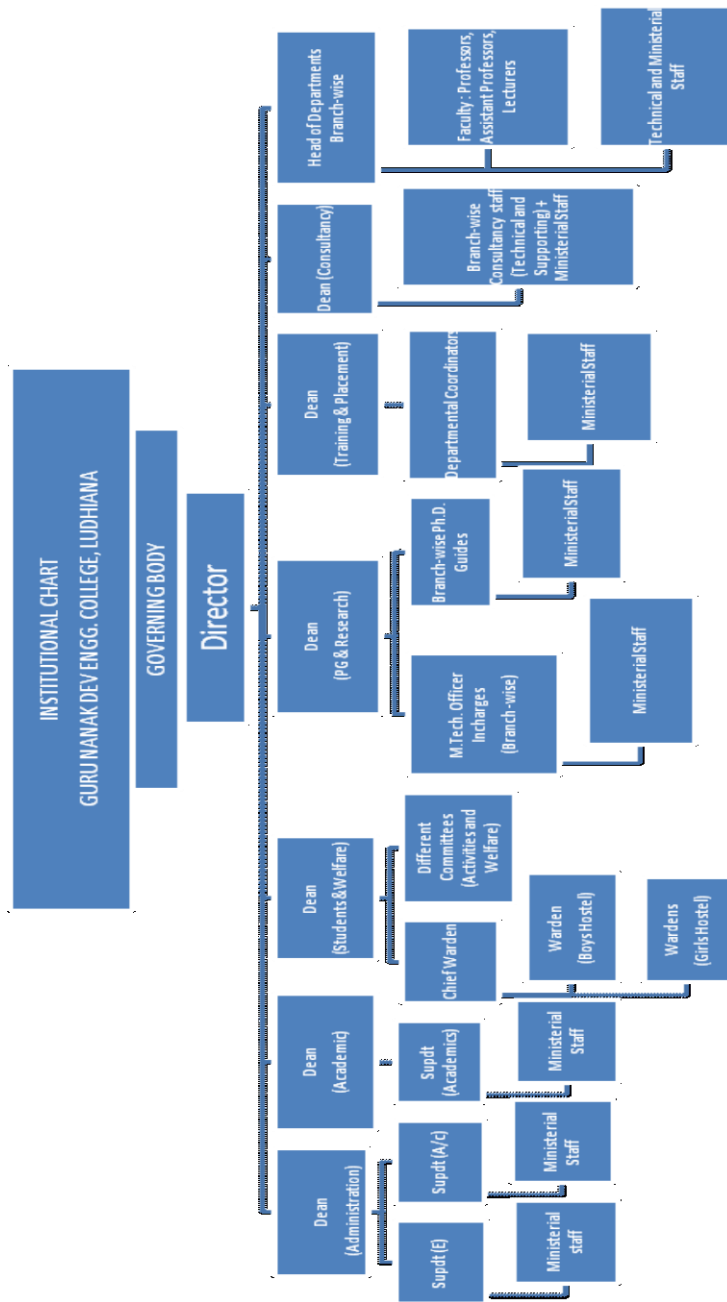 INSTITUTIONAL CHART
GURU NANAK DEV ENGG. COLLEGE, LUDHIANA
GOVERNING BODY
Director
Dean
(Administration)
Supdt (E)
Ministerial
staff
Supdt (A/c)
Ministerial
Staff
Dean
(Academic)
Supdt
(Academics)
Ministerial
Staff
Dean
(Students & Welfare)
Chief Warden
Warden
(Boys Hostel)
Wardens
(Girls Hostel)
Different
Committees
(Activities and
Welfare)
Dean
(PG & Research)
M.Tech. Officer
Incharges
(Branch-wise)
Ministerial Staff
Branch-wise Ph.D.
Guides
Ministerial Staff
Dean
(Training & Placement)
Departmental Coordinators
Ministerial Staff
Dean (Consultancy)
Branch-wise
Consultancy staff
(Technical and
Supporting) +
Ministerial Staff
Head of Departments
Branch-wise
Faculty : Professors,
Assistant Professors,
Lecturers
Technical and Ministerial
Staff